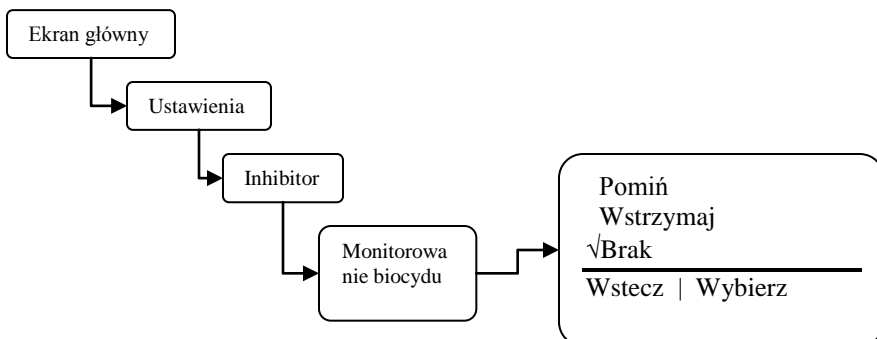 Ekran główny
Ustawienia
Inhibitor
Monitorowa
nie biocydu
Pomiń
Wstrzymaj
√Brak
Wstecz | Wybierz